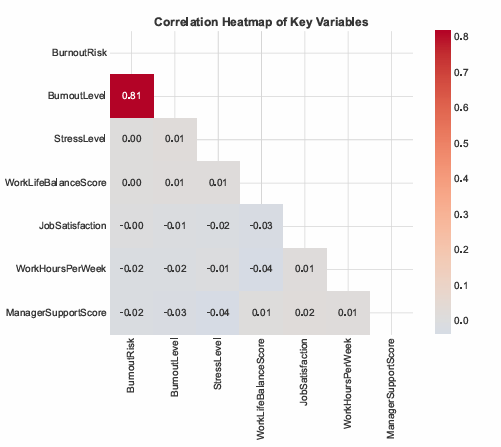 Correlation Heatmap of Key Variables
BurnoutRisk
BurnoutLevel 0.81
StressLevel 0.00 0.01
WorkLifeBalanceScore 0.00 0.01 0.01
JobSatisfaction -0.00 -0.01 -0.02 -0.03
WorkHoursPerWeek -0.02 -0.02 -0.01 -0.04 0.01
ManagerSupportScore -0.02 -0.03 -0.04 0.01 0.02 0.01
BurnoutRisk
BurnoutLevel
StressLevel
WorkLifeBalanceScore
JobSatisfaction
WorkHoursPerWeek
ManagerSupportScore
0.8
0.7
0.6
0.5
0.4
0.3
0.2
0.1
0.0